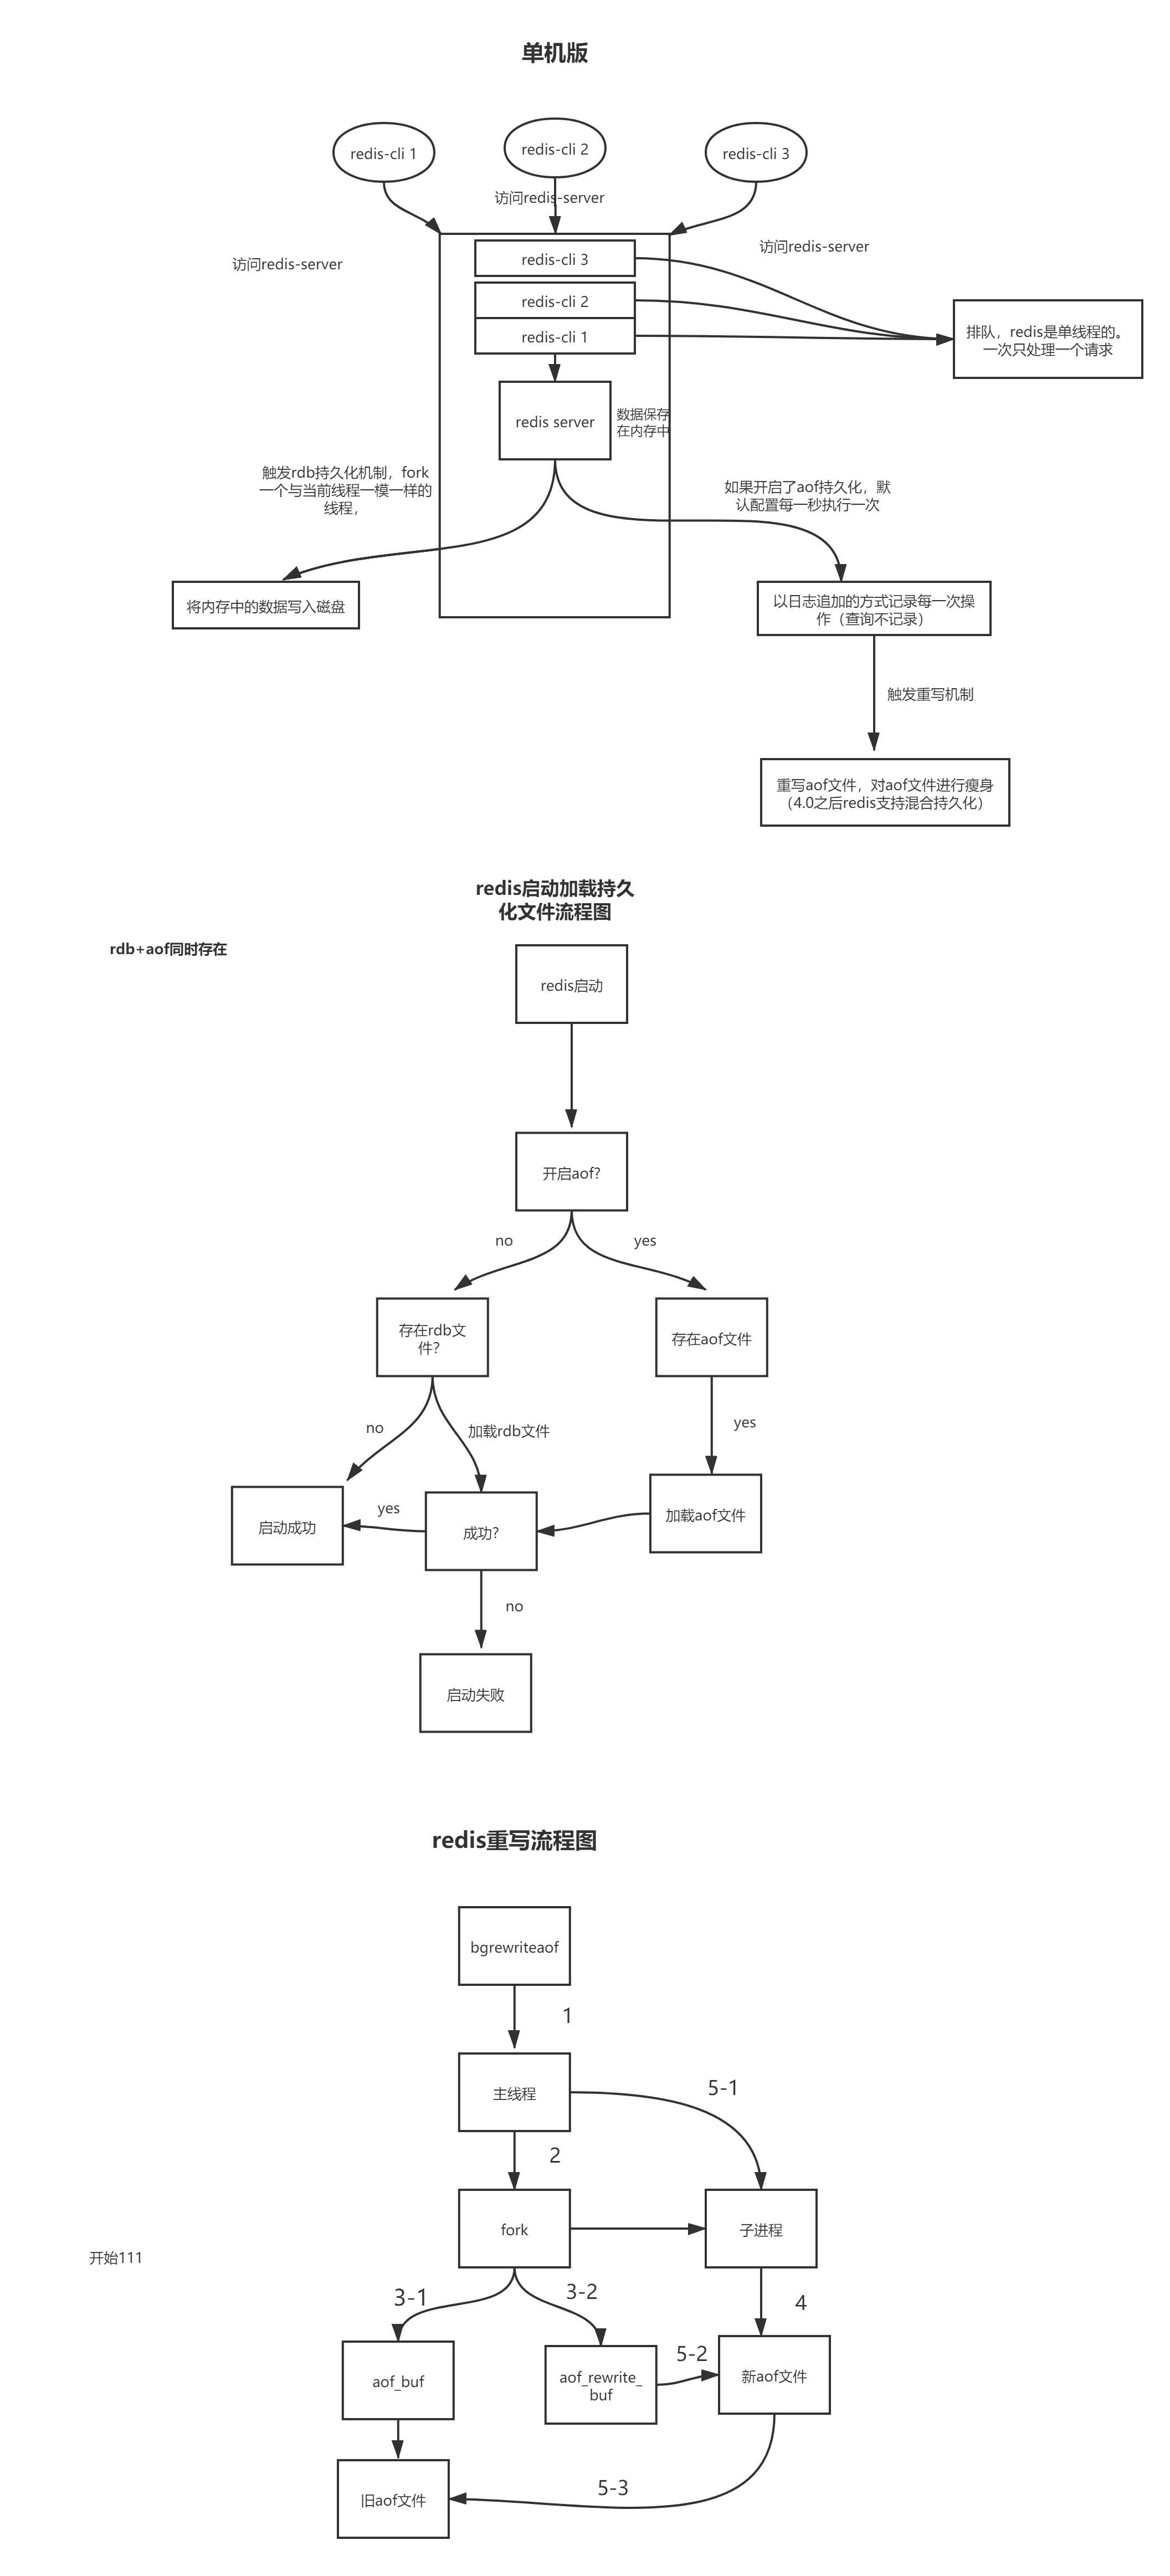 单机版
redis-cli 1
redis-cli 2
redis-cli 3
访问redis-server
访问redis-server
访问redis-server
redis-cli 3
redis-cli 2
redis-cli 1
排队，redis是单线程的。
一次只处理一个请求
redis server
数据保存
在内存中
触发rdb持久化机制，fork
一个与当前线程一模一样的
线程，
如果开启了aof持久化，默
认配置每一秒执行一次
将内存中的数据写入磁盘
以日志追加的方式记录每一次操
作（查询不记录）
触发重写机制
重写aof文件，对aof文件进行瘦身
（4.0之后redis支持混合持久化）
redis启动加载持久
化文件流程图
rdb+aof同时存在
redis启动
开启aof?
no
yes
存在rdb文
件?
存在aof文件
no
加载rdb文件
yes
启动成功
yes
成功?
加载aof文件
no
启动失败
redis重写流程图
bgrewriteaof
1
主线程
5-1
2
fork
子进程
开始111
3-1
3-2
4
aof_buf
aof_rewrite_
buf
5-2
新aof文件
旧aof文件
5-3